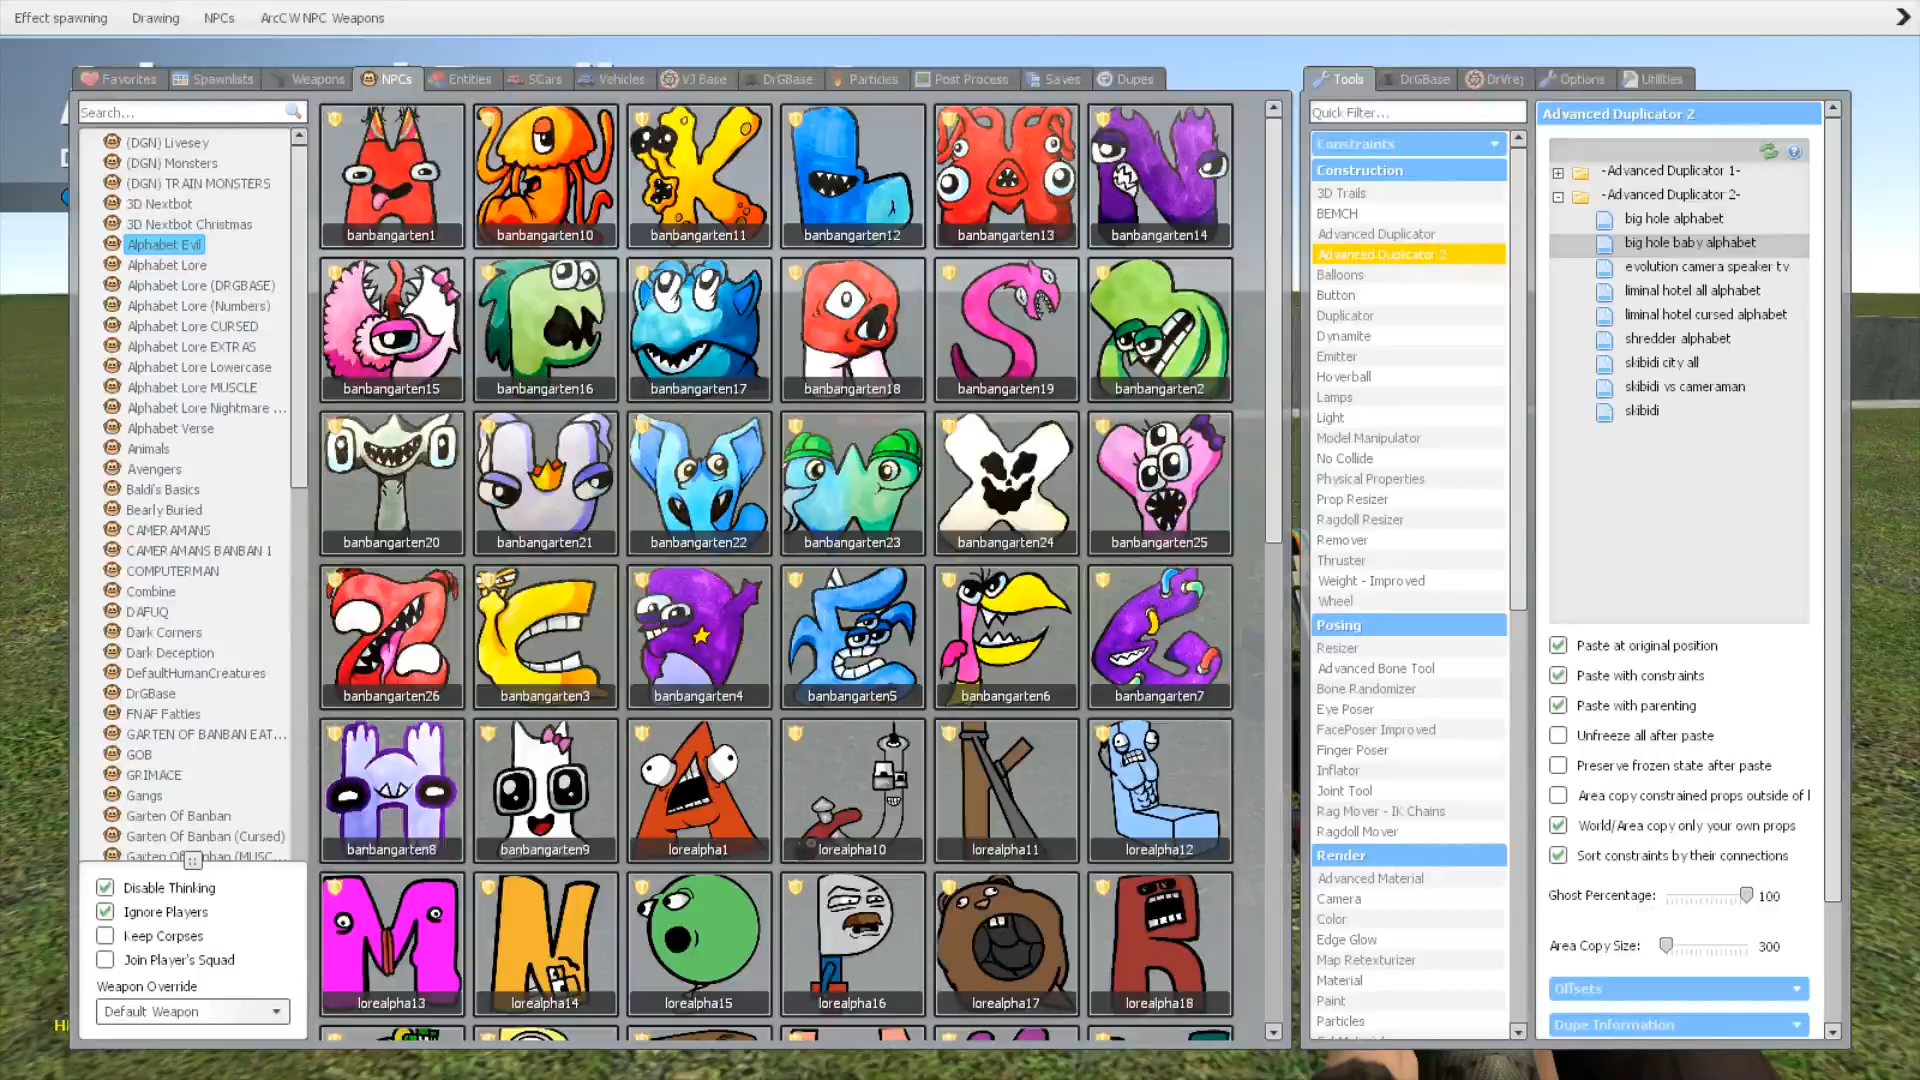 Effect spawning
Drawing
NPCs
ArcCW NPC Weapons
Favorites
Spawnlists
Weapons
NPCs
Entities
SCars
Vehicles
VJ Base
DrGBase
Particles
Post Process
Saves
Dupes
Tools
DrGBase
DrVrej
Options
Utilities
Search...
(DGN) Livesey
(DGN) Monsters
(DGN) TRAIN MONSTERS
3D Nextbot
3D Nextbot Christmas
Alphabet Evil
Alphabet Lore
Alphabet Lore (DRGBASE)
Alphabet Lore (Numbers)
Alphabet Lore CURSED
Alphabet Lore EXTRAS
Alphabet Lore Lowercase
Alphabet Lore MUSCLE
Alphabet Lore Nightmare ...
Alphabet Verse
Animals
Avengers
Baldi's Basics
Bearly Buried
CAMERAMANS
CAMERAMANS BANBAN 1
COMPUTERMAN
Combine
DAFUQ
Dark Corners
Dark Deception
DefaultHumanCreatures
DrGBase
FNAF Fatties
GARTEN OF BANBAN EAT...
GOB
GRIMACE
Gangs
Garten Of Banban
Garten Of Banban (Cursed)
Disable Thinking
Ignore Players
Keep Corpses
Join Player's Squad
Weapon Override
Default Weapon
banbangarten1
banbangarten10
banbangarten11
banbangarten12
banbangarten13
banbangarten14
banbangarten15
banbangarten16
banbangarten17
banbangarten18
banbangarten19
banbangarten2
banbangarten20
banbangarten21
banbangarten22
banbangarten23
banbangarten24
banbangarten25
banbangarten26
banbangarten3
banbangarten4
banbangarten5
banbangarten6
banbangarten7
banbangarten8
banbangarten9
lorealpha1
lorealpha10
lorealpha11
lorealpha12
lorealpha13
lorealpha14
lorealpha15
lorealpha16
lorealpha17
lorealpha18
Quick Filter...
Constraints
Construction
3D Trails
BEMCH
Advanced Duplicator
Advanced Duplicator 2
Balloons
Button
Duplicator
Dynamite
Emitter
Hoverball
Lamps
Light
Model Manipulator
No Collide
Physical Properties
Prop Resizer
Ragdoll Resizer
Remover
Thruster
Weight - Improved
Wheel
Posing
Resizer
Advanced Bone Tool
Bone Randomizer
Eye Poser
FacePoser Improved
Finger Poser
Inflator
Joint Tool
Rag Mover - IK Chains
Ragdoll Mover
Render
Advanced Material
Camera
Color
Edge Glow
Map Retexturizer
Material
Paint
Particles
Advanced Duplicator 2
-Advanced Duplicator 1-
-Advanced Duplicator 2-
big hole alphabet
big hole baby alphabet
evolution camera speaker tv
liminal hotel all alphabet
liminal hotel cursed alphabet
shredder alphabet
skibidi city all
skibidi vs cameraman
skibidi
Paste at original position
Paste with constraints
Paste with parenting
Unfreeze all after paste
Preserve frozen state after paste
Area copy constrained props outside of
World/Area copy only your own props
Sort constraints by their connections
Ghost Percentage:
100
Area Copy Size:
300
Offsets
Dupe Information